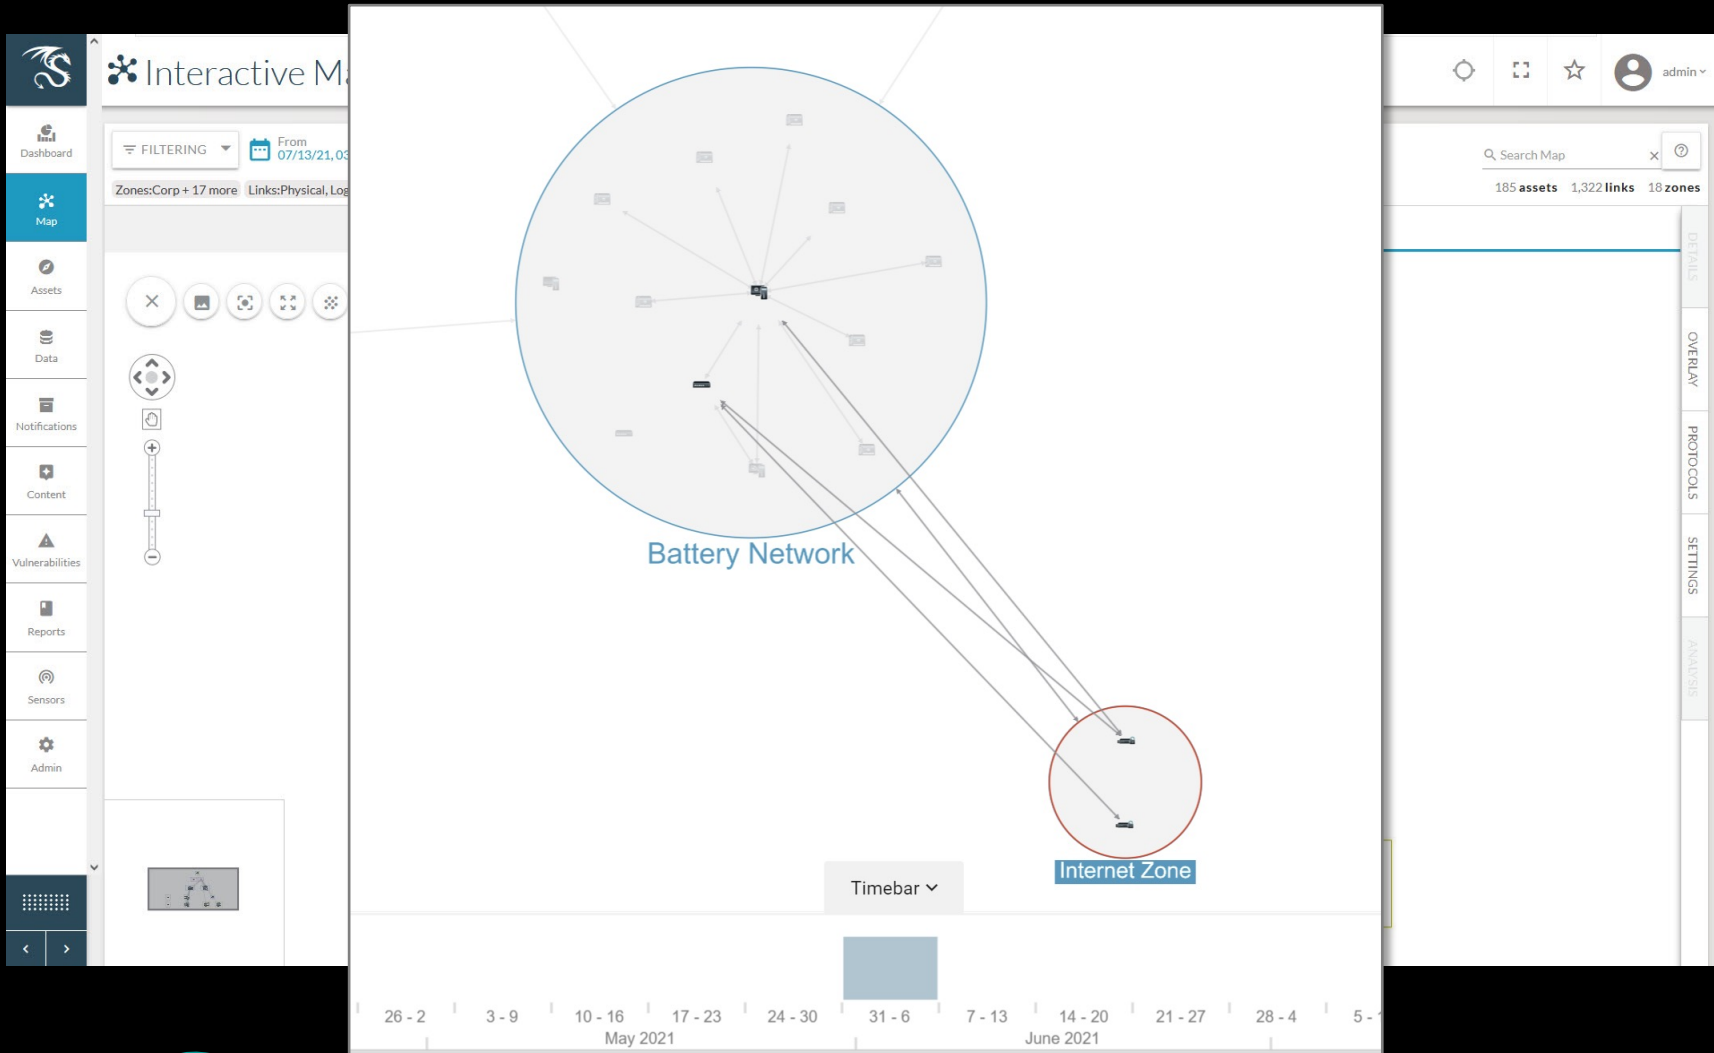 Interactive M
admin
Dashboard
Map
Assets
Data
Notifications
Content
Vulnerabilities
Reports
Sensors
Admin
FILTERING
From
07/13/21, 03
Zones:Corp + 17 more Links:Physical, Log
Search Map
185 assets 1,322 links 18 zones
DETAILS
OVERLAY
PROTOCOLS
SETTINGS
ANALYSIS
Battery Network
Internet Zone
Timebar
26 - 2 3 - 9 10 - 16 17 - 23 24 - 30 31 - 6 7 - 13 14 - 20 21 - 27 28 - 4 5 -
May 2021 June 2021